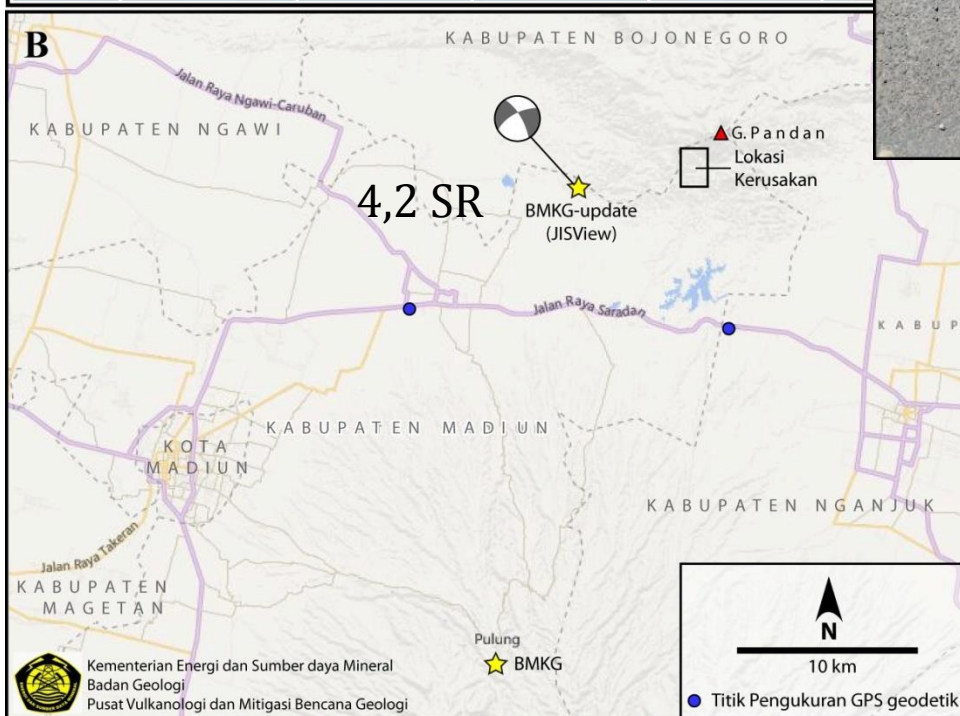 B
KABUPATEN BOJONEGORO
Jalan Raya Ngawi-Caruban
KABUPATEN NGAWI
G. Pandan
Lokasi
Kerusakan
4,2 SR
BMKG-update
(JISView)
Jalan Raya Saradan
KABUP
KABUPATEN MADIUN
KOTA
MADIUN
KABUPATEN NGANJUK
Jalan Raya Takeran
KABUPATEN
MAGETAN
Pulung
BMKG
N
10 km
Kementerian Energi dan Sumber daya Mineral
Badan Geologi
Pusat Vulkanologi dan Mitigasi Bencana Geologi
Titik Pengukuran GPS geodetik